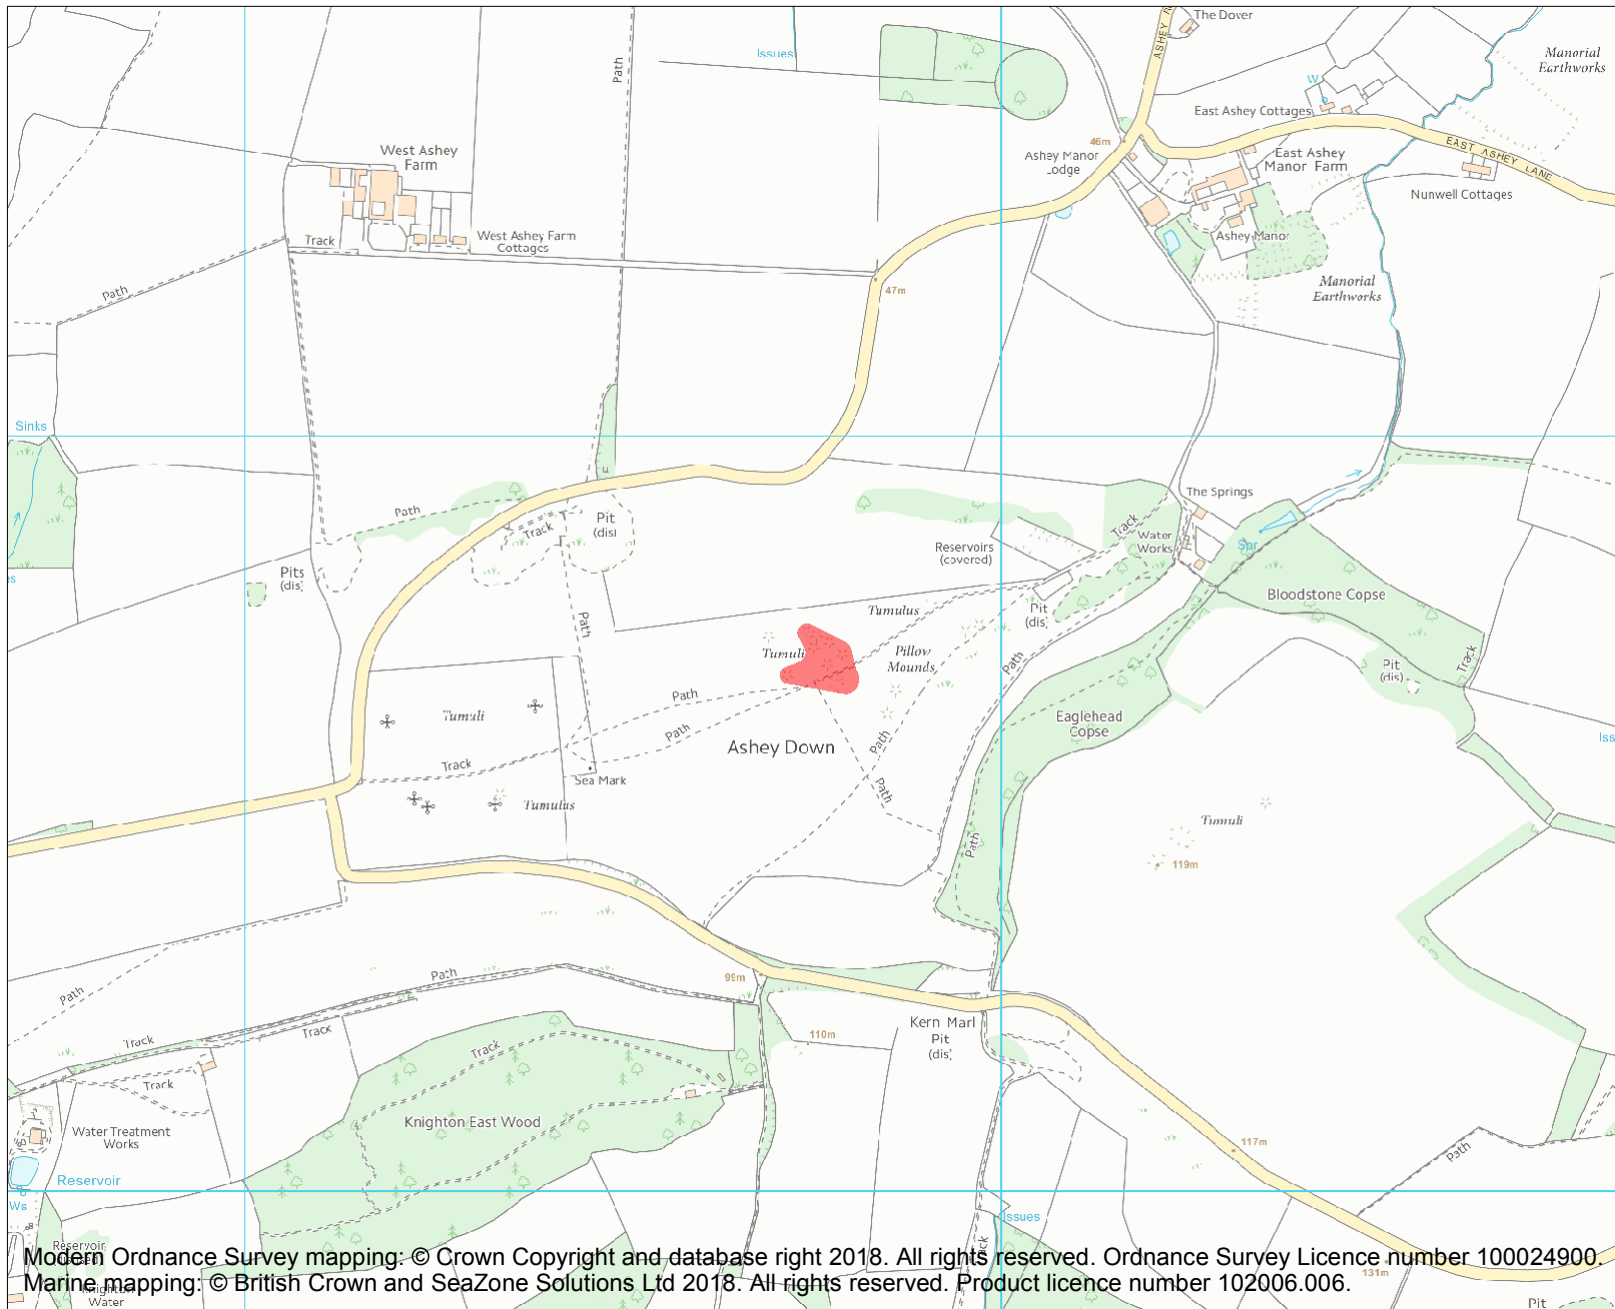 The Dover
ASHEY R
Issues
Path
Manorial
Earthworks
W
East Ashey Cottages
46m
EAST ASHEY LANE
West Ashey
Farm
Ashey Manor
Lodge
East Ashey
Manor Farm
Nunwell Cottages
Track
West Ashey Farm
Cottages
Ashey Manor
Path
47m
Manorial
Earthworks
Sinks
The Springs
Path
Track
Pit
(dis)
Track
Water
Works
Spr
Reservoirs
(covered)
Pits
(dis)
Bloodstone Copse
Path
Tumulus
Pit
(dis)
Tumuli
Pillow
Mounds
Path
Pit
(dis)
Track
Path
Tumuli
Path
Path
Eaglehead
Copse
Iss
Ashey Down
Track
Sea Mark
Path
Tumulus
Tumuli
Path
119m
Path
99m
Path
Kern Marl
Pit
(dis)
110m
Track
Track
Track
Track
Knighton East Wood
Water Treatment
Works
117m
Path
Reservoir
Ws
Issues
Track
Reservoir
Modern Ordnance Survey mapping: © Crown Copyright and database right 2018. All rights reserved. Ordnance Survey Licence number 100024900.
Marine mapping: © British Crown and SeaZone Solutions Ltd 2018. All rights reserved. Product licence number 102006.006.
131m
Knighton
Water
Pit